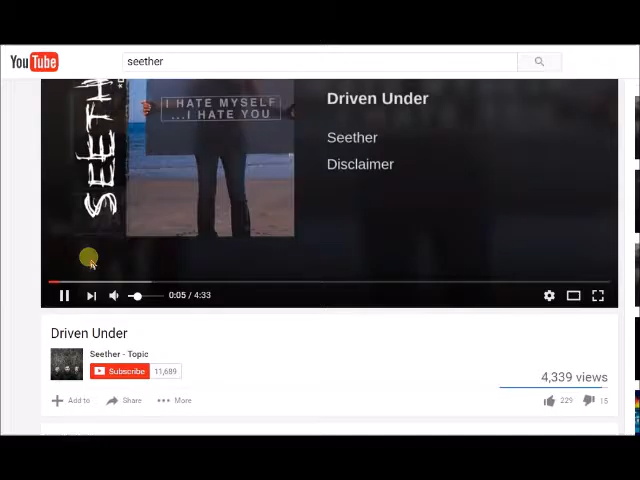 YouTube
seether
SEETHER
I HATE MYSELF
...I HATE YOU
Driven Under
Seether
Disclaimer
0:05 / 4:33
Driven Under
Seether - Topic
Subscribe 11,689
4,339 views
Add to Share More 229 15